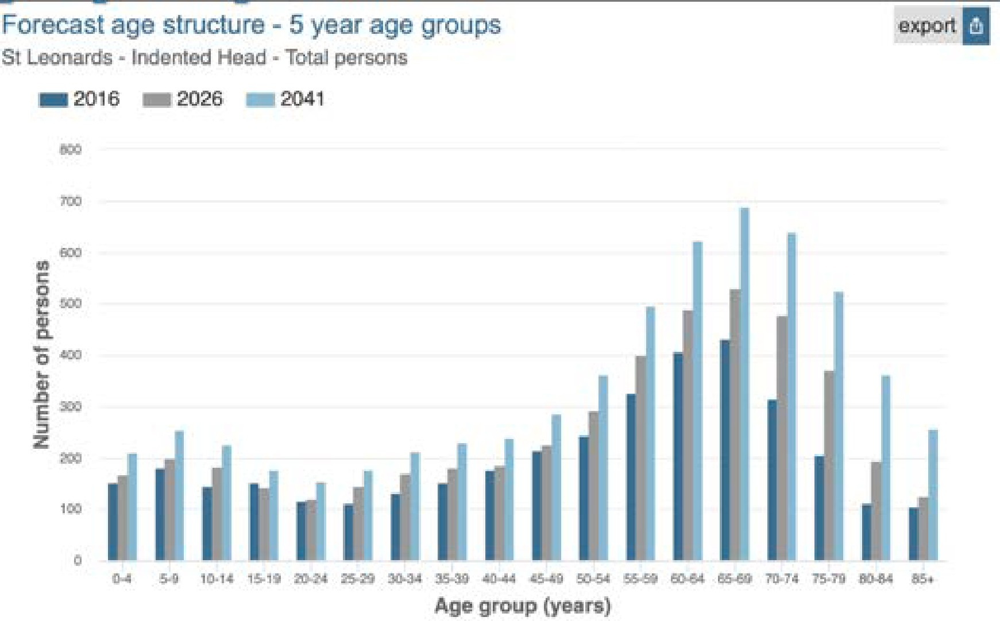 Forecast age structure - 5 year age groups
export
St Leonards - Indented Head - Total persons
2016 2026 2041
800
700
600
500
400
300
200
100
0
Number of persons
0-4 5-9 10-14 15-19 20-24 25-29 30-34 35-39 40-44 45-49 50-54 55-59 60-64 65-69 70-74 75-79 80-84 85+
Age group (years)